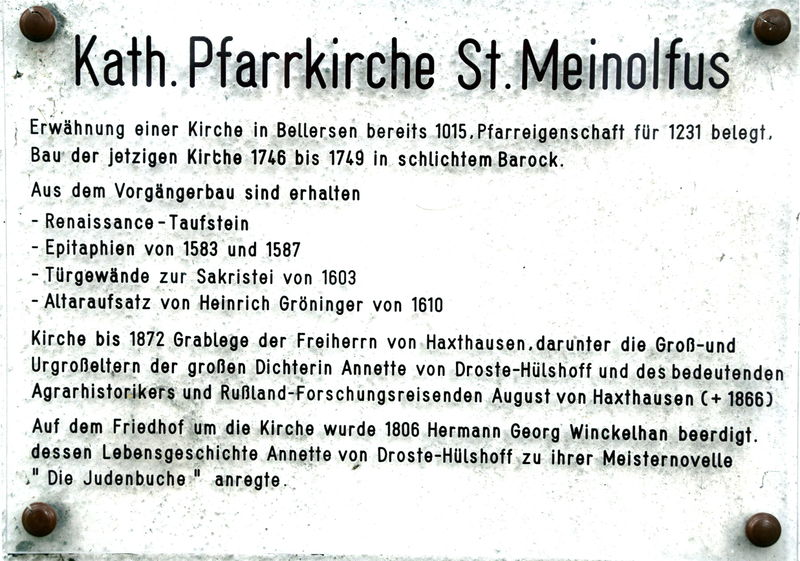 Kath. Pfarrkirche St. Meinolfus
Erwähnung einer Kirche in Bellersen bereits 1015, Pfarreigenschaft für 1231 belegt,
Bau der jetzigen Kirche 1746 bis 1749 in schlichtem Barock.
Aus dem Vorgängerbau sind erhalten
- Renaissance-Taufstein
- Epitaphien von 1583 und 1587
- Türgewände zur Sakristei von 1603
- Altaraufsatz von Heinrich Gröninger von 1610
Kirche bis 1872 Grablege der Freiherrn von Haxthausen, darunter die Groß-und
Urgroßeltern der großen Dichterin Annette von Droste-Hülshoff und des bedeutenden
Agrarhistorikers und Rußland-Forschungsreisenden August von Haxthausen (+ 1866)
Auf dem Friedhof um die Kirche wurde 1806 Hermann Georg Winckelhan beerdigt.
dessen Lebensgeschichte Annette von Droste-Hülshoff zu ihrer Meisternovelle
" Die Judenbuche " anregte.